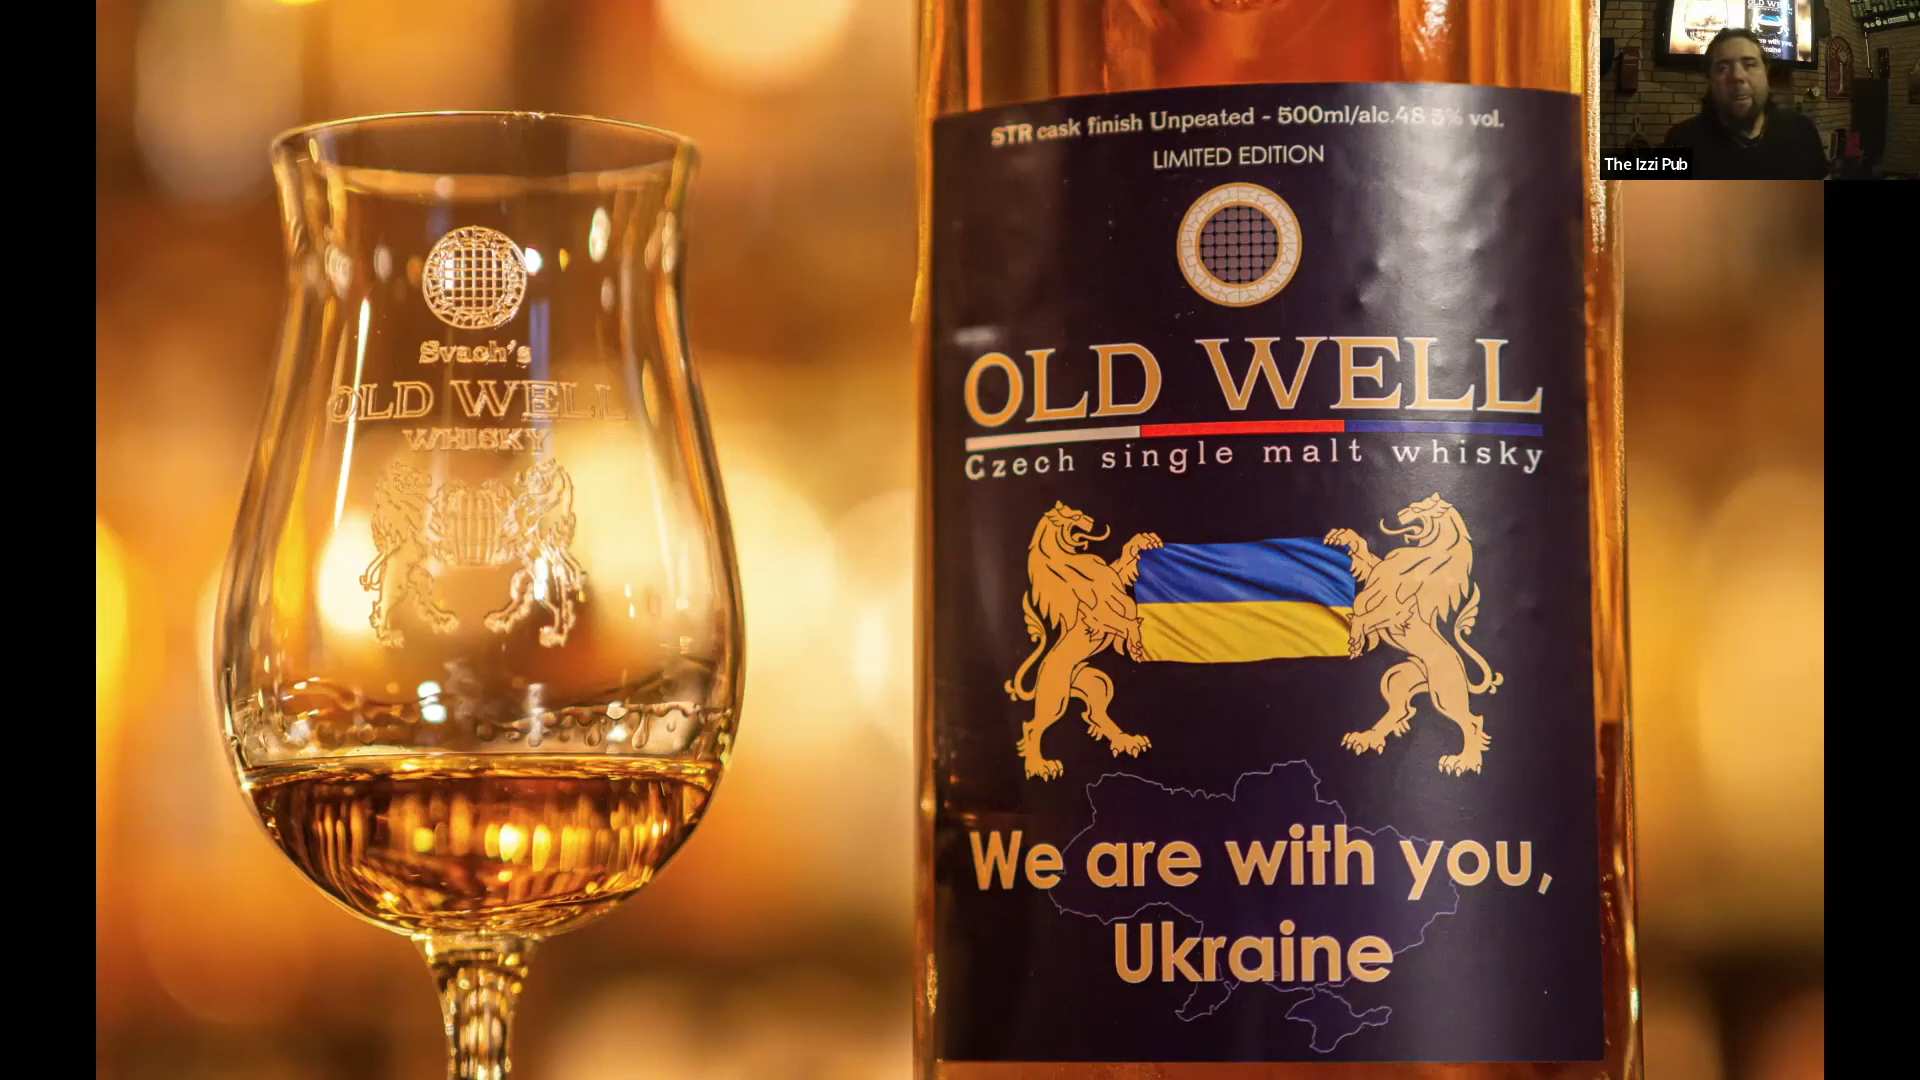 Svach's
OLD WELL
WHISKY
STR cask finish Unpeated - 500ml/alc.48.5% vol.
LIMITED EDITION
OLD WELL
Czech single malt whisky
We are with you,
Ukraine
The Izzi Pub